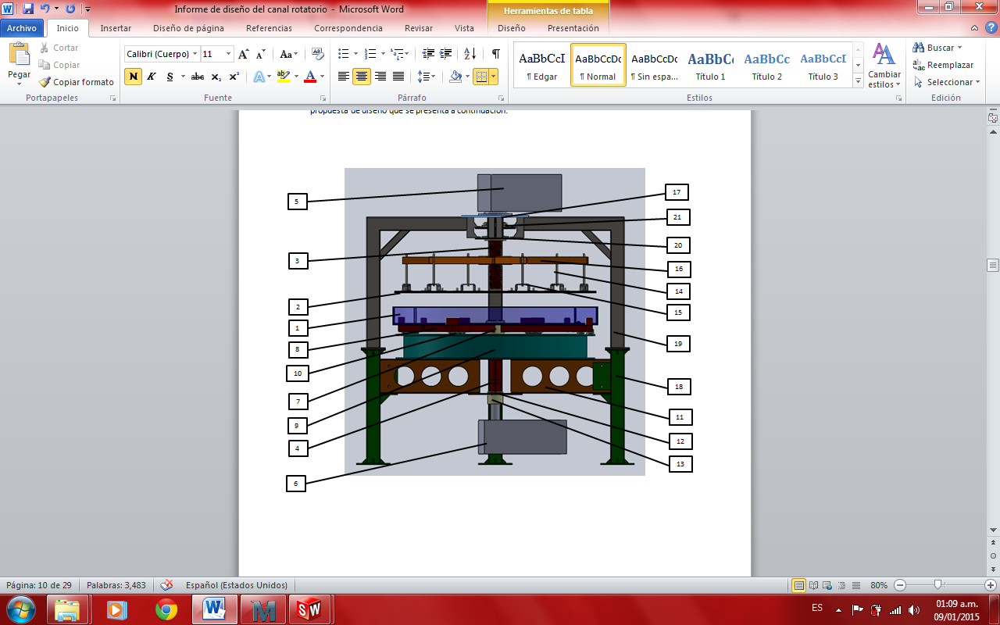 Informe de diseño del canal rotatorio - Microsoft Word
Herramientas de tabla
Archivo Inicio Insertar Diseño de página Referencias Correspondencia Revisar Vista Diseño Presentación
Pegar
Cortar
Copiar
Copiar formato
Portapapeles
Calibri (Cuerpo) 11
N K S abc x₂ x²
Fuente
Párrafo
AaBbCcI AaBbCcDc AaBbCcDc AaBbCc AaBbCc AaBbCcI
¶ Edgar ¶ Normal ¶ Sin espa... Título 1 Título 2 Título 3
Cambiar estilos
Estilos
Buscar
Reemplazar
Seleccionar
Edición
propuesta de diseño que se presenta a continuación.
5
3
2
1
8
10
7
9
4
6
17
21
20
16
14
15
19
18
11
12
13
Página: 10 de 29 Palabras: 3,483 Español (Estados Unidos) 80%
ES
01:09 a.m.
09/01/2015